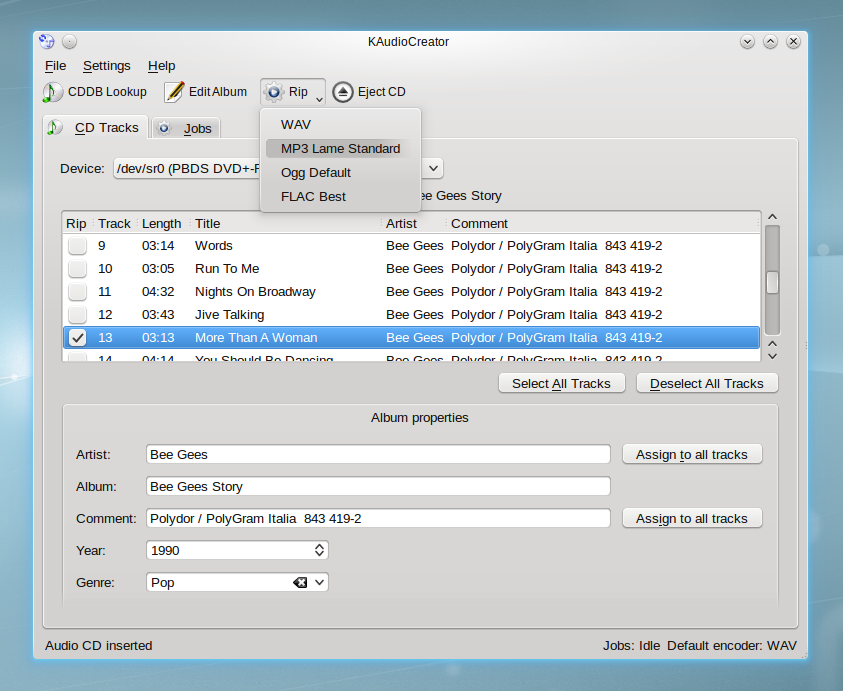 KAudioCreator
File Settings Help
CDDB Lookup Edit Album Rip Eject CD
WAV
MP3 Lame Standard
Ogg Default
FLAC Best
CD Tracks Jobs
Device: /dev/sr0 (PBDS DVD+-
ee Gees Story
Rip Track Length Title Artist Comment
9 03:14 Words Bee Gees Polydor / PolyGram Italia 843 419-2
10 03:05 Run To Me Bee Gees Polydor / PolyGram Italia 843 419-2
11 04:32 Nights On Broadway Bee Gees Polydor / PolyGram Italia 843 419-2
12 03:43 Jive Talking Bee Gees Polydor / PolyGram Italia 843 419-2
13 03:13 More Than A Woman Bee Gees Polydor / PolyGram Italia 843 419-2
14 04:14 You Should Be Dancing Bee Gees Polydor / PolyGram Italia 843 419-2
Select All Tracks Deselect All Tracks
Album properties
Artist: Bee Gees Assign to all tracks
Album: Bee Gees Story
Comment: Polydor / PolyGram Italia 843 419-2 Assign to all tracks
Year: 1990
Genre: Pop
Audio CD inserted Jobs: Idle Default encoder: WAV